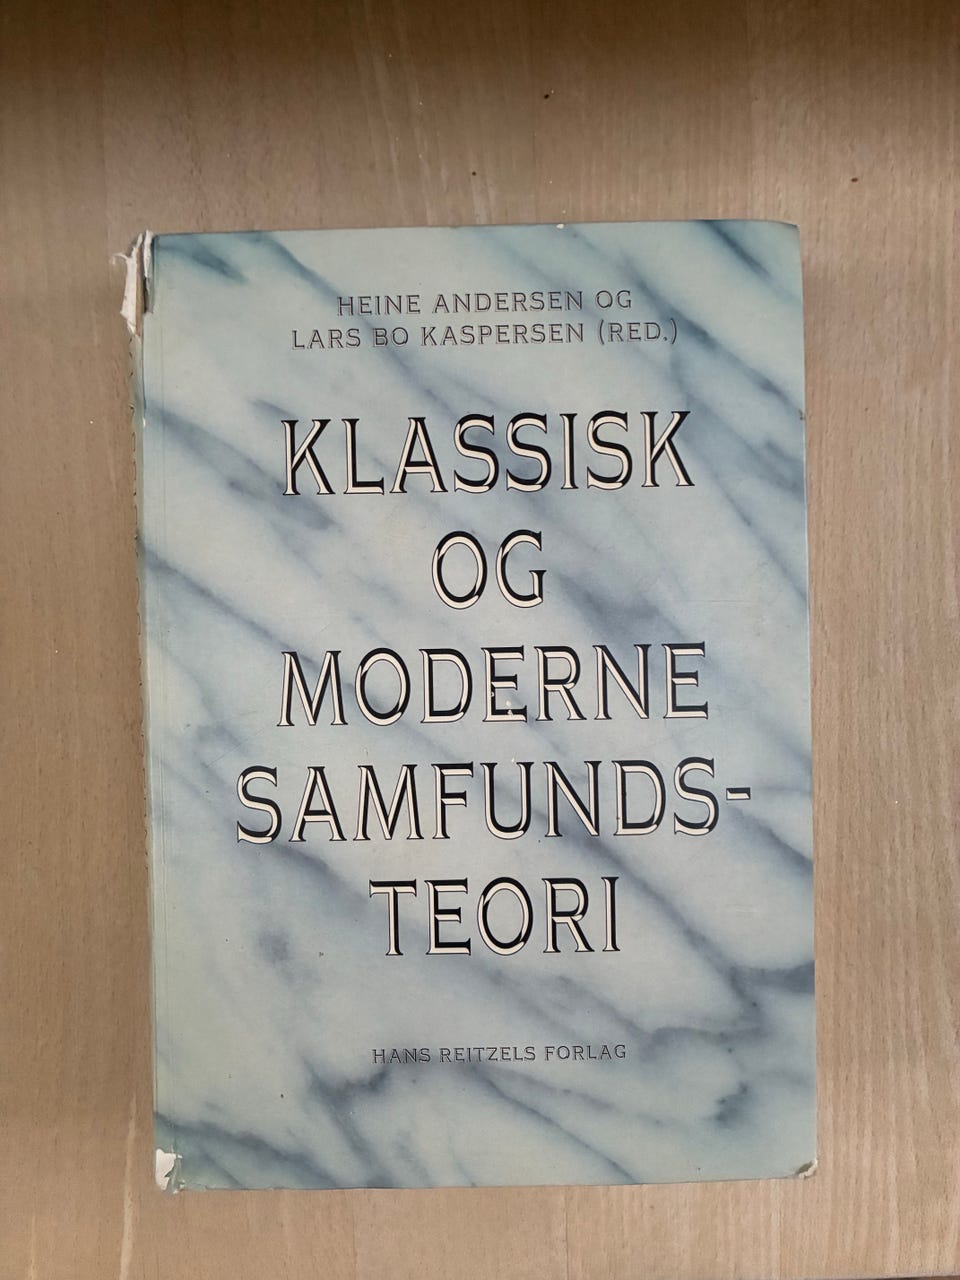 HEINE ANDERSEN OG
LARS BO KASPERSEN (RED.)
KLASSISK
OG
MODERNE
SAMFUNDS-
TEORI
HANS REITZELS FORLAG